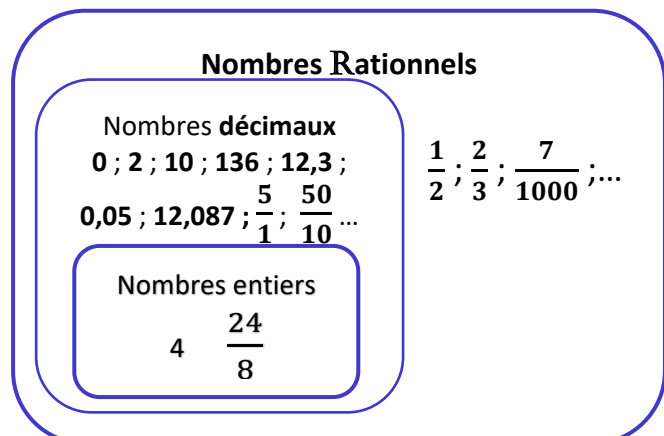 Nombres ℝationnels
Nombres décimaux
0 ; 2 ; 10 ; 136 ; 12,3 ;
0,05 ; 12,087 ; 5/1 ; 50/10 ...
1/2 ; 2/3 ; 7/1000 ;...
Nombres entiers
4 24/8